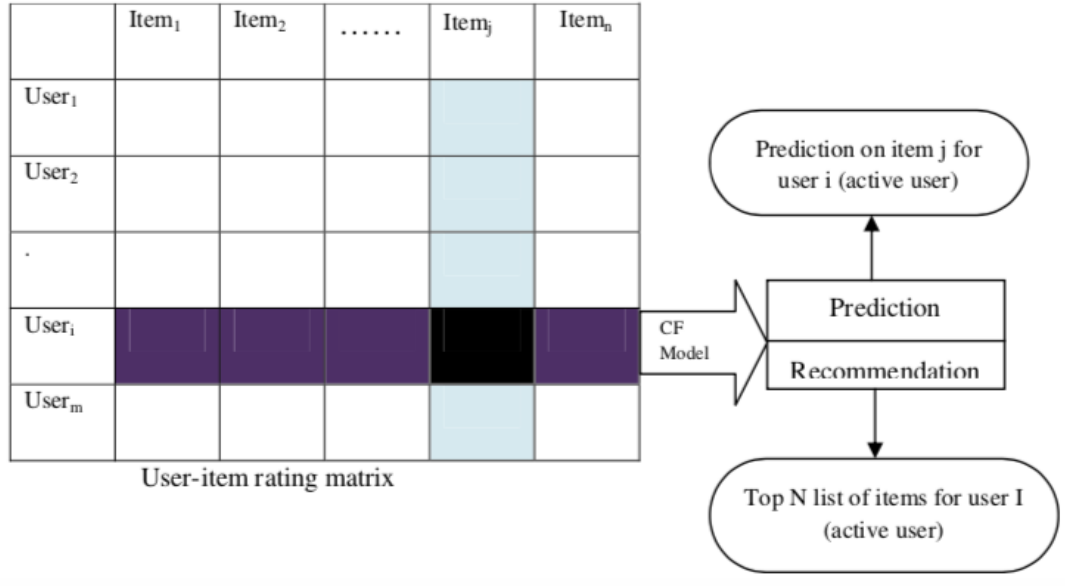 Item₁ Item₂ ...... Itemⱼ Itemₙ
User₁
User₂
.
Userᵢ
Userₘ
User-item rating matrix
CF
Model
Prediction on item j for
user i (active user)
Prediction
Recommendation
Top N list of items for user I
(active user)